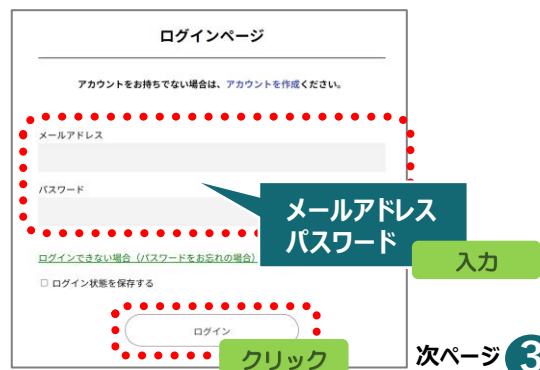 ログインページ
アカウントをお持ちでない場合は、アカウントを作成ください。
メールアドレス
パスワード
メールアドレス
パスワード
入力
ログインできない場合（パスワードをお忘れの場合）
ログイン状態を保存する
ログイン
クリック
次ページ 3